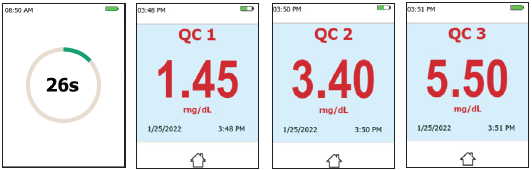 08:50 AM
26s
03:48 PM
QC 1
1.45
mg/dL
1/25/2022 3:48 PM
03:50 PM
QC 2
3.40
mg/dL
1/25/2022 3:50 PM
03:51 PM
QC 3
5.50
mg/dL
1/25/2022 3:51 PM